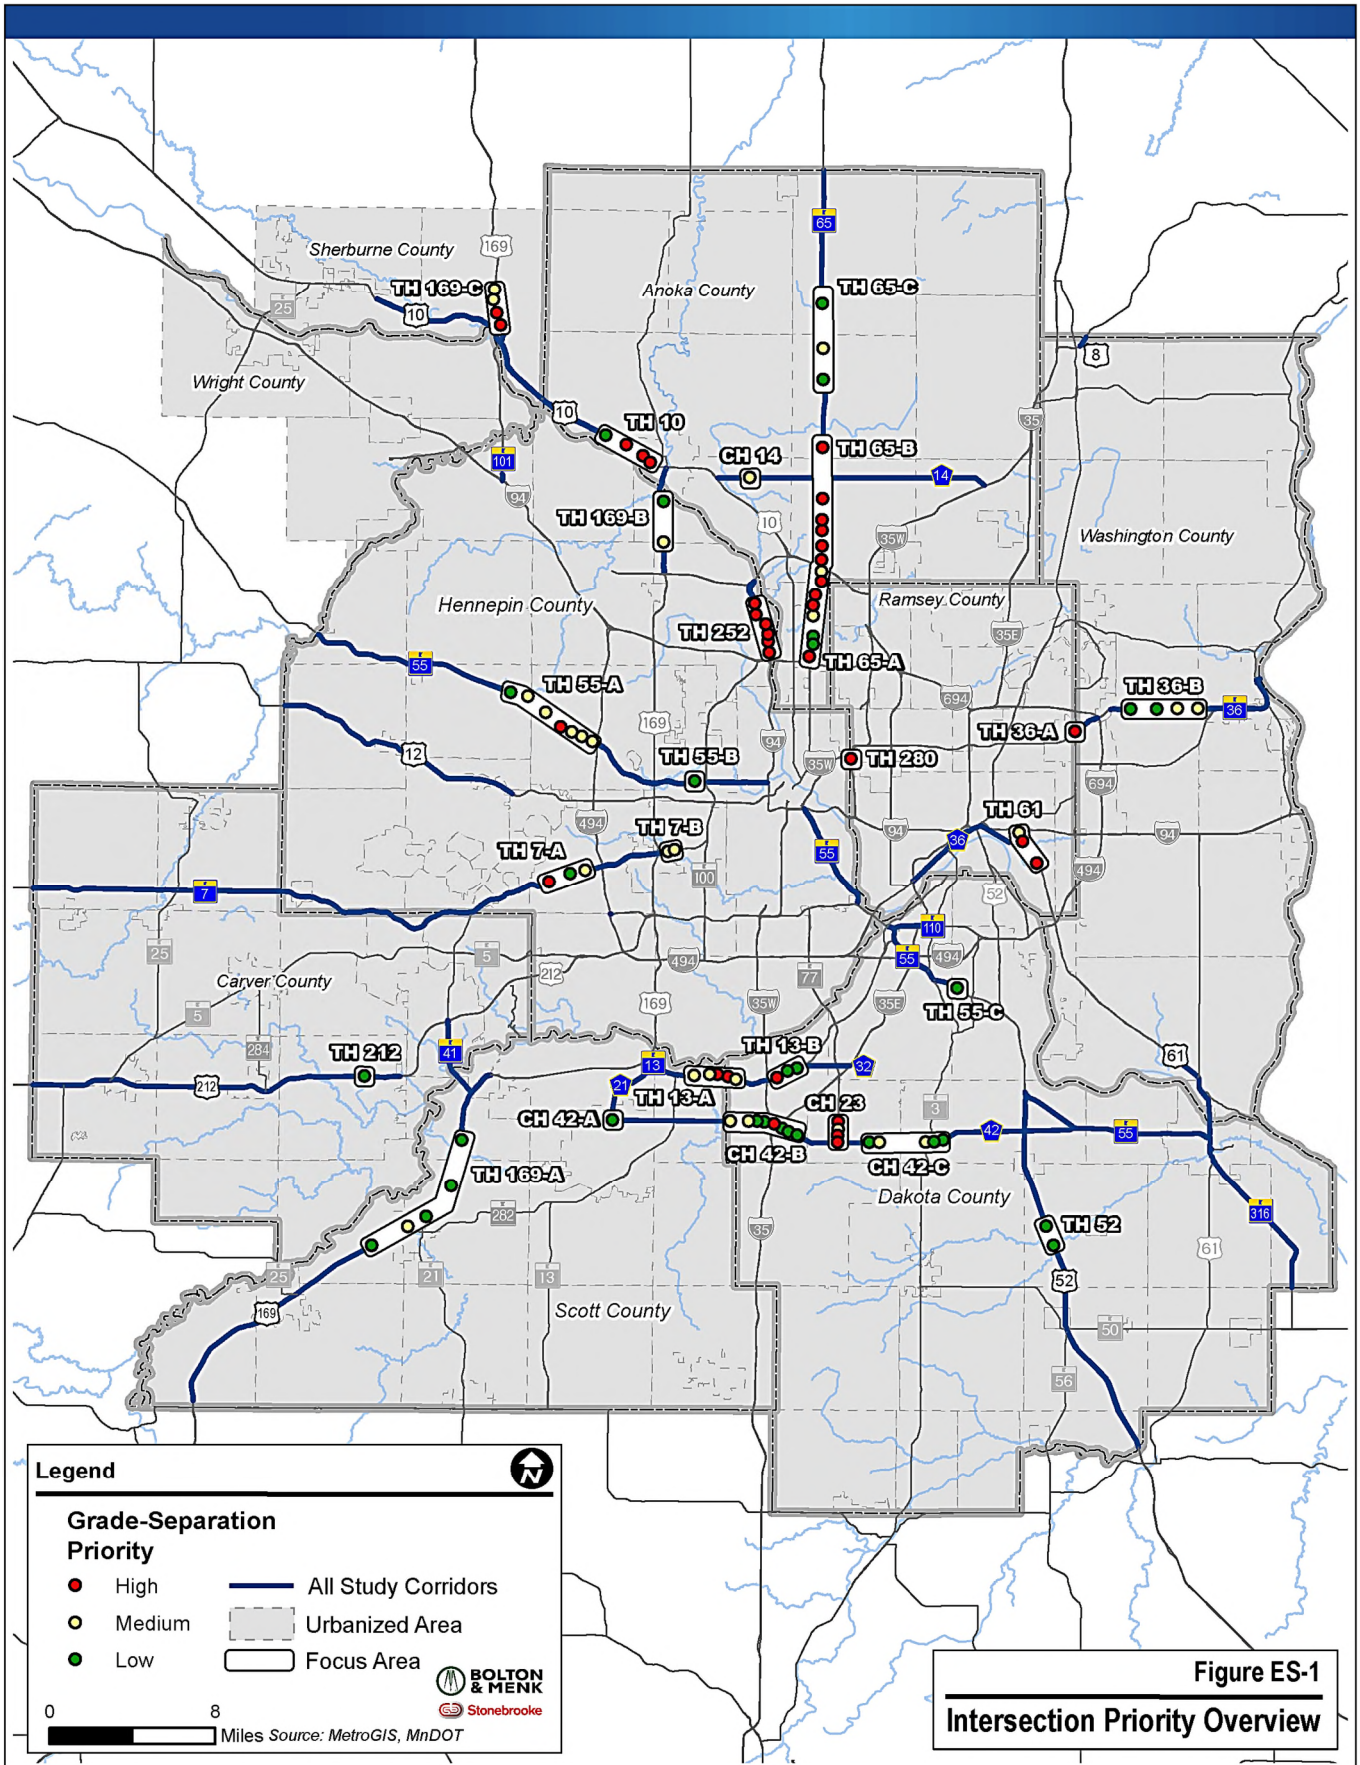 65
Sherburne County
169
TH 169-C
Anoka County
TH 65-C
25
10
8
Wright County
10
TH 10
35
101
CH 14
TH 65-B
14
94
TH 169-B
10
35W
Washington County
Hennepin County
Ramsey County
TH 252
35E
55
TH 65-A
TH 55-A
694
TH 36-B
36
169
TH 36-A
12
94
TH 55-B
35W
TH 280
694
494
TH 7-B
TH 61
94
36
94
TH 7-A
55
7
100
494
52
110
25
5
494
55
494
Carver County
212
77
5
169
35W
35E
TH 55-C
284
TH 212
41
13
TH 13-B
61
212
21
32
TH 13-A
CH 42-A
CH 23
3
42
55
CH 42-B
CH 42-C
TH 169-A
Dakota County
282
35
TH 52
316
61
25
21
13
52
169
Scott County
50
56
Legend
N
Grade-Separation
Priority
High
All Study Corridors
Medium
Urbanized Area
Low
Focus Area
BOLTON
& MENK
Stonebrooke
0 8
Miles Source: MetroGIS, MnDOT
Figure ES-1
Intersection Priority Overview